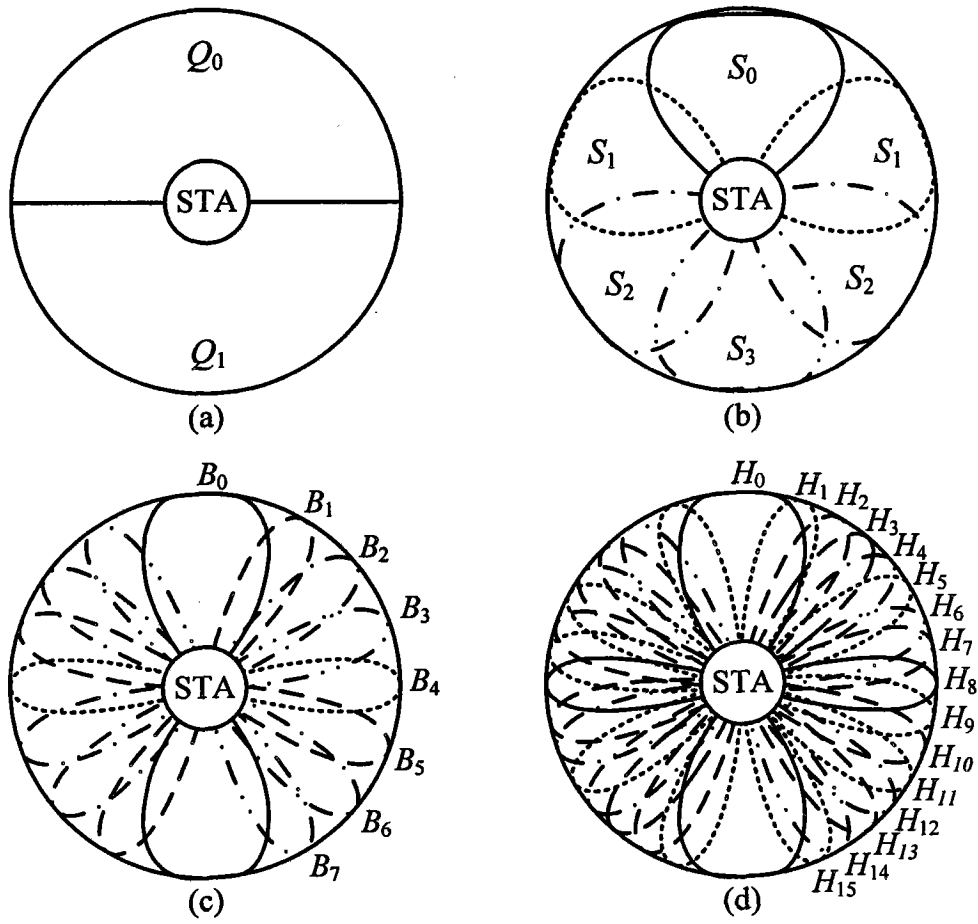 Q₀
STA
Q₁
(a)
S₀
S₁ S₁
STA
S₂ S₂
S₃
(b)
B₀
B₁
B₂
B₃
STA B₄
B₅
B₆
B₇
(c)
H₀
H₁
H₂
H₃
H₄
H₅
H₆
H₇
STA H₈
H₉
H₁₀
H₁₁
H₁₂
H₁₃
H₁₄
H₁₅
(d)